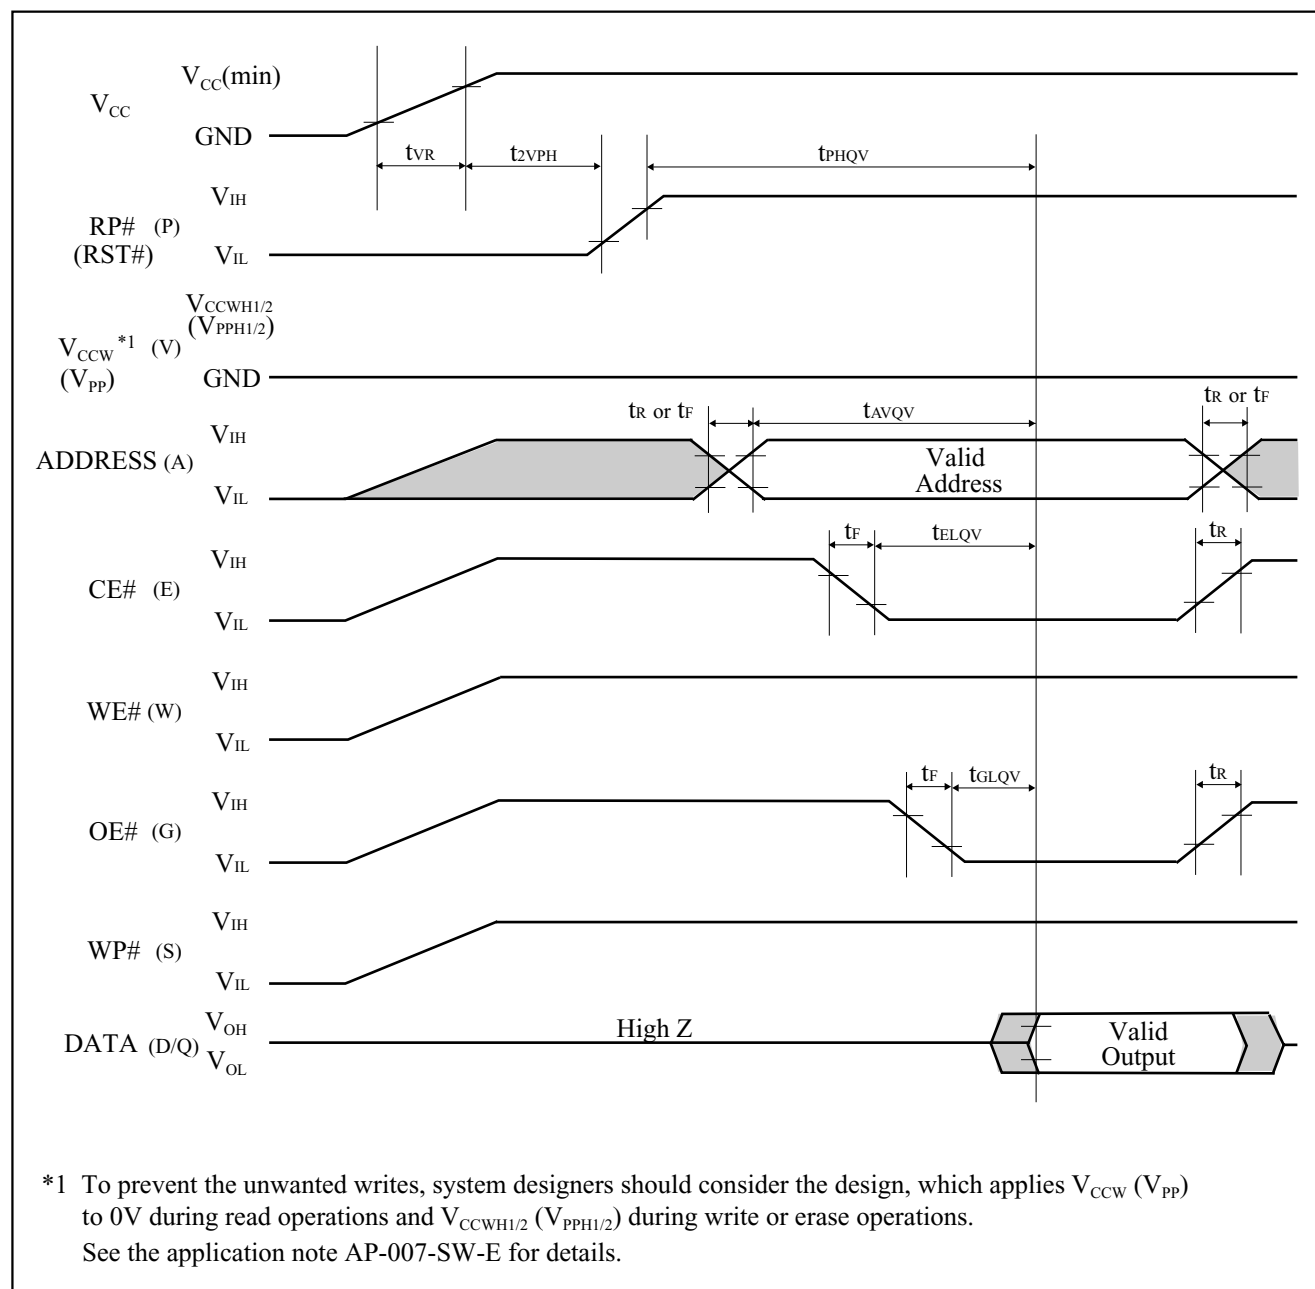 VCC(min)
VCC
GND
tVR
t2VPH
tPHQV
VIH
RP# (P)
(RST#)
VIL
VCCWH1/2
(VPPH1/2)
VCCW *1 (V)
(VPP)
GND
tR or tF
tAVQV
tR or tF
VIH
ADDRESS (A)
Valid
Address
VIL
tF
tELQV
tR
VIH
CE# (E)
VIL
VIH
WE# (W)
VIL
tF
tGLQV
tR
VIH
OE# (G)
VIL
VIH
WP# (S)
VIL
VOH
High Z
DATA (D/Q)
Valid
Output
VOL
*1 To prevent the unwanted writes, system designers should consider the design, which applies VCCW (VPP)
to 0V during read operations and VCCWH1/2 (VPPH1/2) during write or erase operations.
See the application note AP-007-SW-E for details.